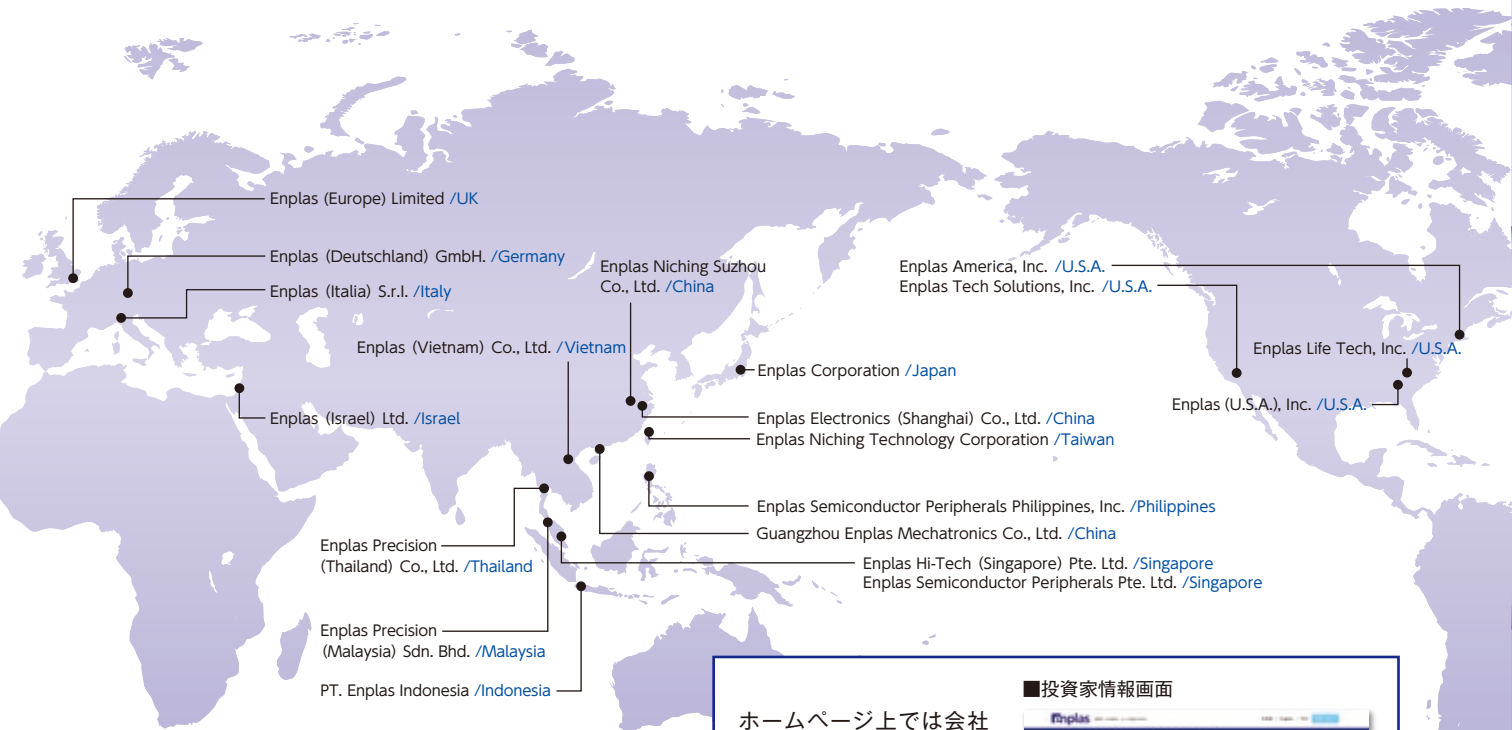 Enplas (Europe) Limited /UK
Enplas (Deutschland) GmbH. /Germany
Enplas (Italia) S.r.l. /Italy
Enplas Niching Suzhou
Co., Ltd. /China
Enplas America, Inc. /U.S.A.
Enplas Tech Solutions, Inc. /U.S.A.
Enplas (Vietnam) Co., Ltd. /Vietnam
Enplas Life Tech, Inc. /U.S.A.
Enplas Corporation /Japan
Enplas (U.S.A.), Inc. /U.S.A.
Enplas (Israel) Ltd. /Israel
Enplas Electronics (Shanghai) Co., Ltd. /China
Enplas Niching Technology Corporation /Taiwan
Enplas Semiconductor Peripherals Philippines, Inc. /Philippines
Guangzhou Enplas Mechatronics Co., Ltd. /China
Enplas Precision
(Thailand) Co., Ltd. /Thailand
Enplas Hi-Tech (Singapore) Pte. Ltd. /Singapore
Enplas Semiconductor Peripherals Pte. Ltd. /Singapore
Enplas Precision
(Malaysia) Sdn. Bhd. /Malaysia
PT. Enplas Indonesia /Indonesia
■投資家情報画面
ホームページ上では会社
Enplas